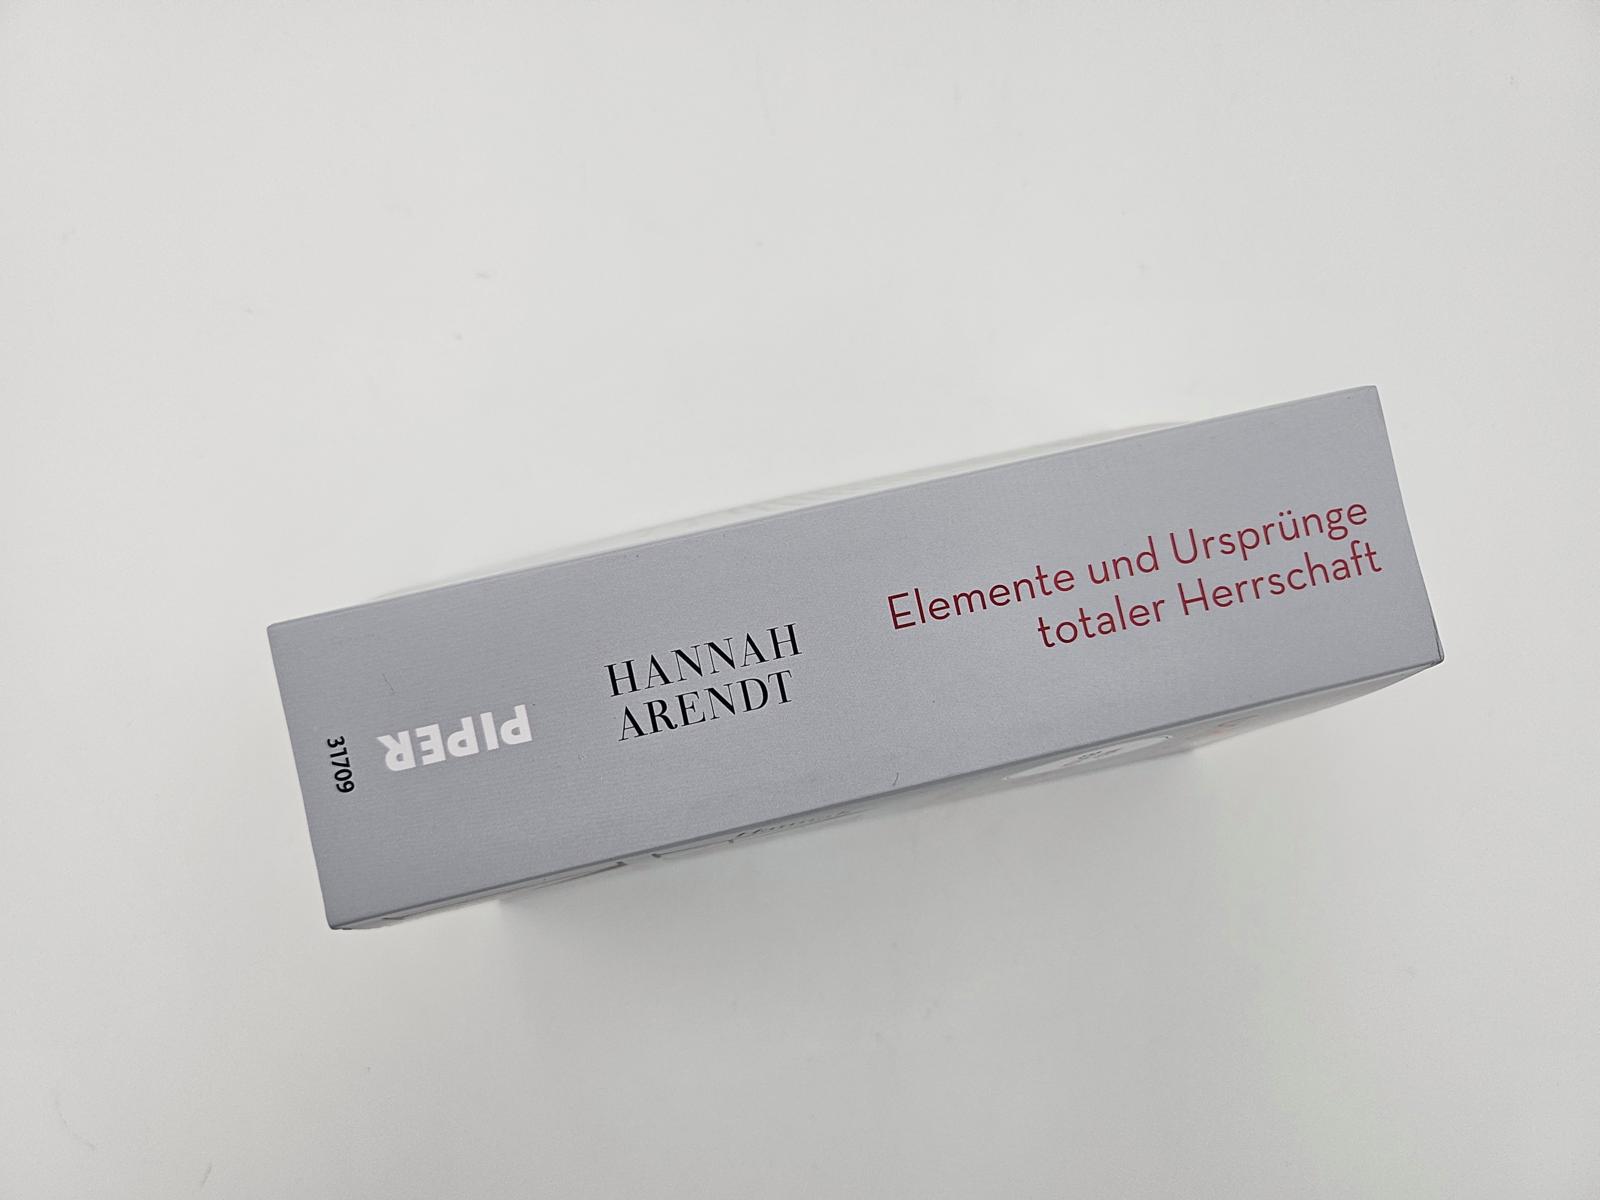 Elemente und Ursprünge
totaler Herrschaft
HANNAH
ARENDT
PIPER
31709